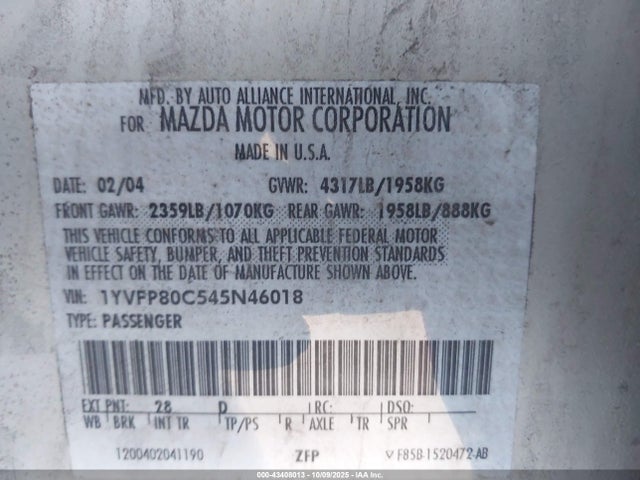 MFD. BY AUTO ALLIANCE INTERNATIONAL, INC.
FOR MAZDA MOTOR CORPORATION
MADE IN U.S.A.
DATE: 02/04 GVWR: 4317LB/1958KG
FRONT GAWR: 2359LB/1070KG REAR GAWR: 1958LB/888KG
THIS VEHICLE CONFORMS TO ALL APPLICABLE FEDERAL MOTOR
VEHICLE SAFETY, BUMPER, AND THEFT PREVENTION STANDARDS
IN EFFECT ON THE DATE OF MANUFACTURE SHOWN ABOVE.
VIN: 1YVFP80C545N46018
TYPE: PASSENGER
EXT PNT: 28 D RC: DSO:
WB BRK INT TR TP/PS R AXLE TR SPR
1200402041190 ZFP V F85B-1520472-AB
000-43408013 - 10/09/2025 - IAA Inc.